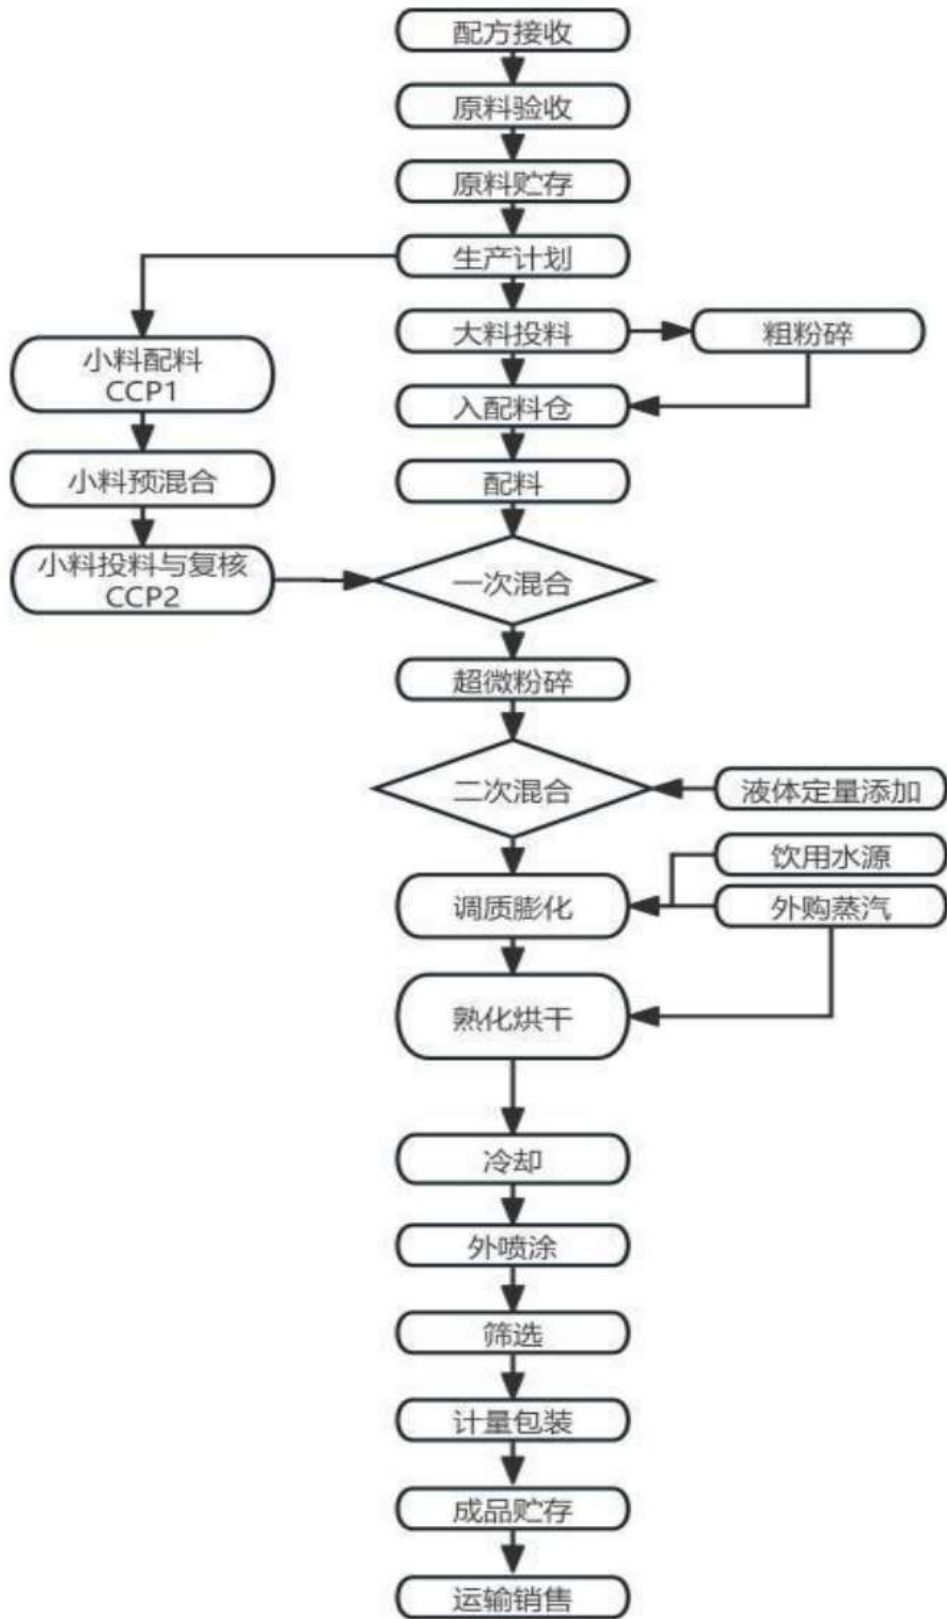 配方接收
原料验收
原料贮存
生产计划
大料投料
粗粉碎
小料配料
CCP1
入配料仓
小料预混合
配料
小料投料与复核
CCP2
一次混合
超微粉碎
二次混合
液体定量添加
饮用水源
调质膨化
外购蒸汽
熟化烘干
冷却
外喷涂
筛选
计量包装
成品贮存
运输销售